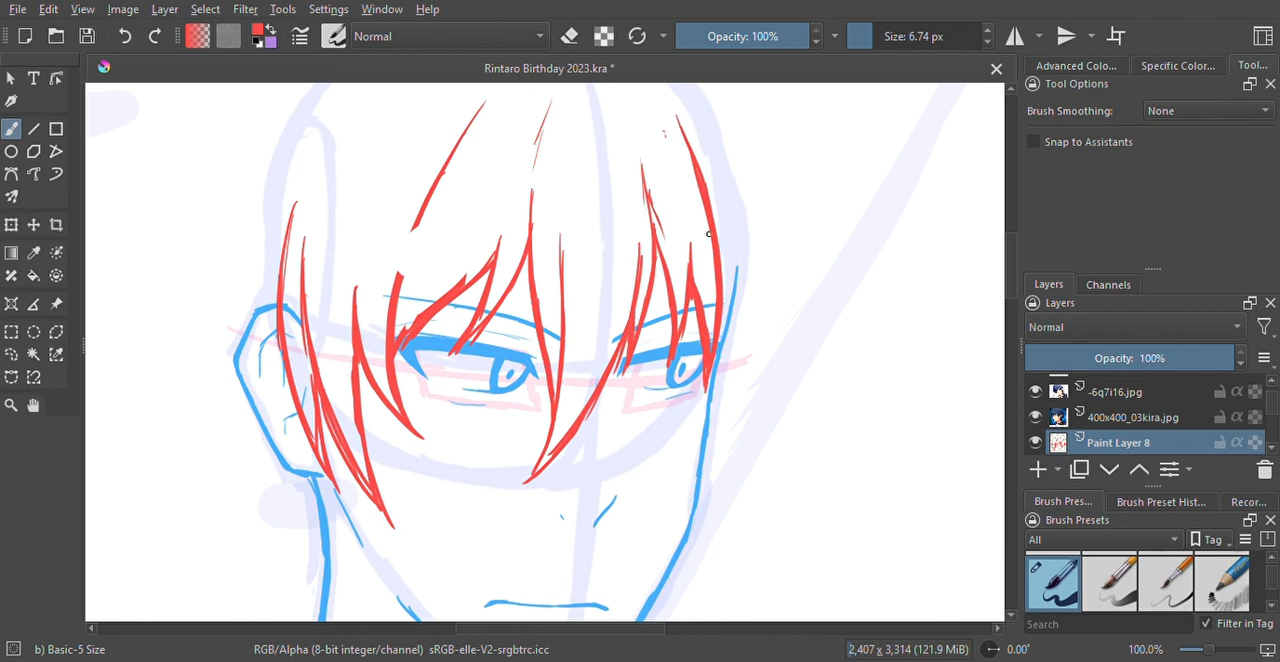 File Edit View Image Layer Select Filter Tools Settings Window Help
Normal Opacity: 100% Size: 6.74 px
Rintaro Birthday 2023.kra *
Advanced Colo... Specific Color... Tool...
Tool Options
Brush Smoothing: None
Snap to Assistants
Layers Channels
Layers
Normal
Opacity: 100%
-6q7i16.jpg
400x400_03kira.jpg
Paint Layer 8
Brush Pres... Brush Preset Hist... Recor...
Brush Presets
All Tag
Search Filter in Tag
b) Basic-5 Size RGB/Alpha (8-bit integer/channel) sRGB-elle-V2-srgbtrc.icc 2,407 x 3,314 (121.9 MiB) 0.00° 100.0%